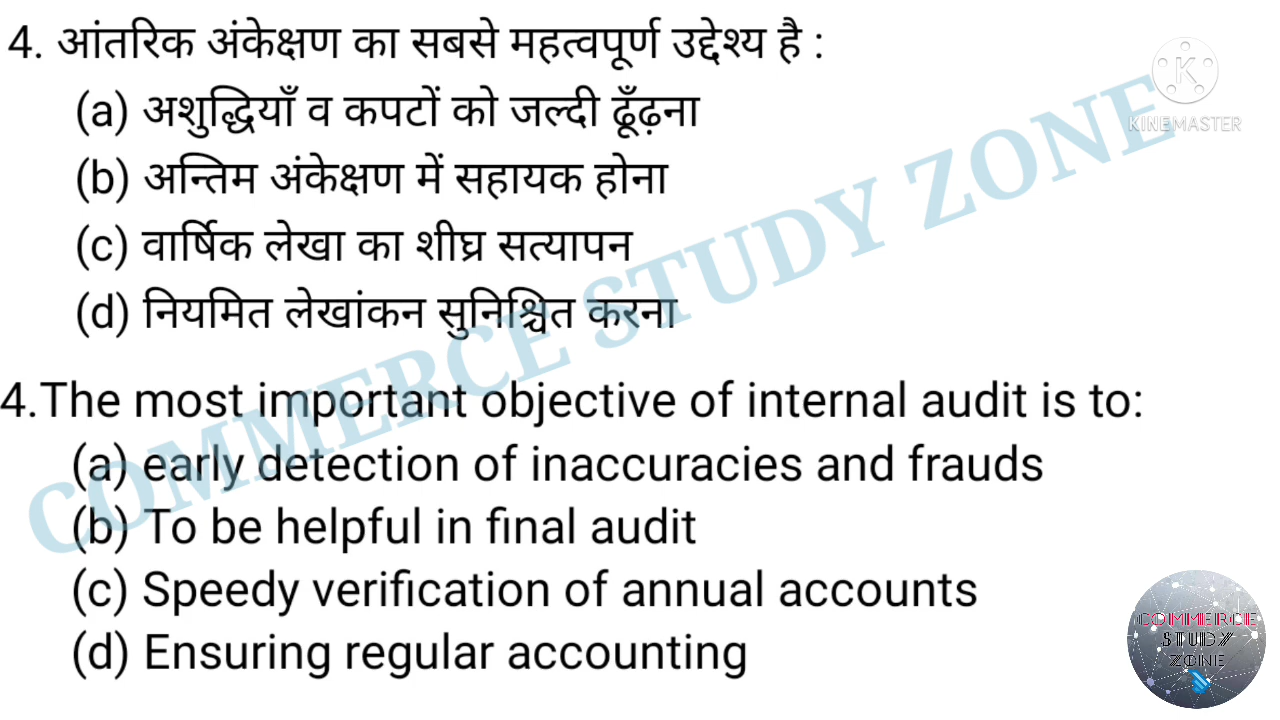 4. आंतरिक अंकेक्षण का सबसे महत्वपूर्ण उद्देश्य है :
(a) अशुद्धियाँ व कपटों को जल्दी ढूँढ़ना
(b) अन्तिम अंकेक्षण में सहायक होना
(c) वार्षिक लेखा का शीघ्र सत्यापन
(d) नियमित लेखांकन सुनिश्चित करना
4.The most important objective of internal audit is to:
(a) early detection of inaccuracies and frauds
(b) To be helpful in final audit
(c) Speedy verification of annual accounts
(d) Ensuring regular accounting
COMMERCE STUDY ZONE
K
KINEMASTER
COMMERCE
STUDY
ZONE